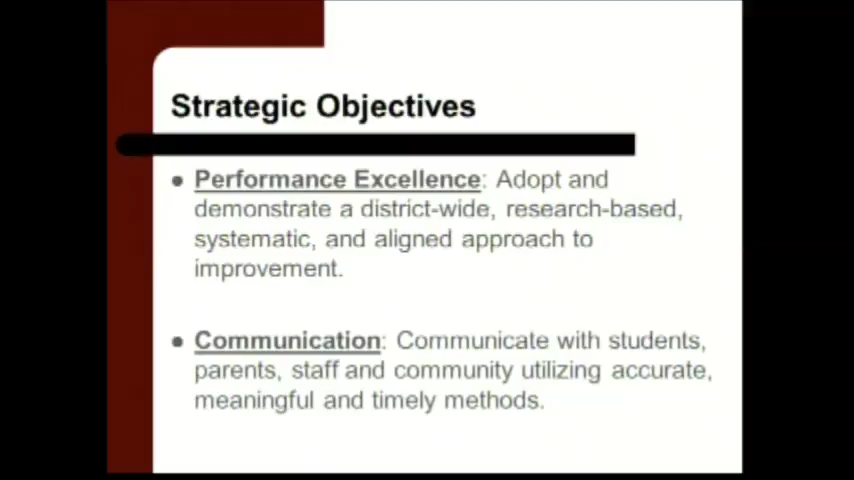 Strategic Objectives
● Performance Excellence: Adopt and
demonstrate a district-wide, research-based,
systematic, and aligned approach to
improvement.
● Communication: Communicate with students,
parents, staff and community utilizing accurate,
meaningful and timely methods.